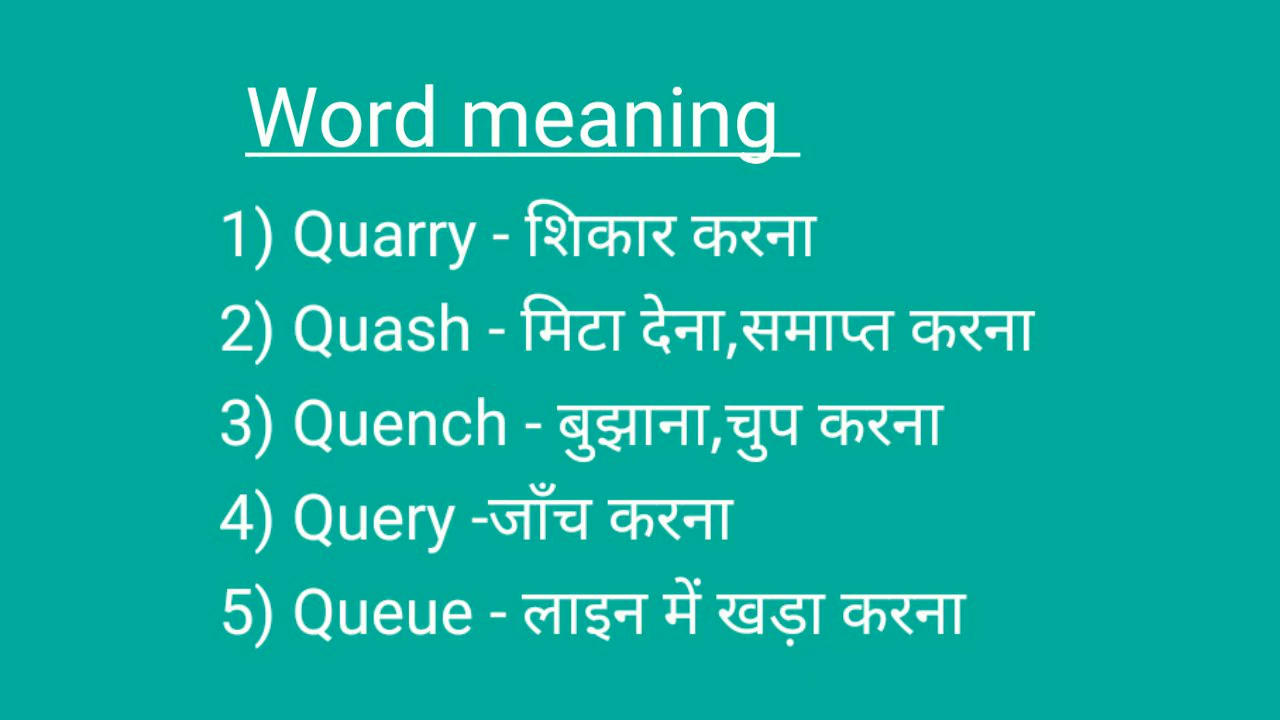 Word meaning
1) Quarry - शिकार करना
2) Quash - मिटा देना,समाप्त करना
3) Quench - बुझाना,चुप करना
4) Query -जाँच करना
5) Queue - लाइन में खड़ा करना